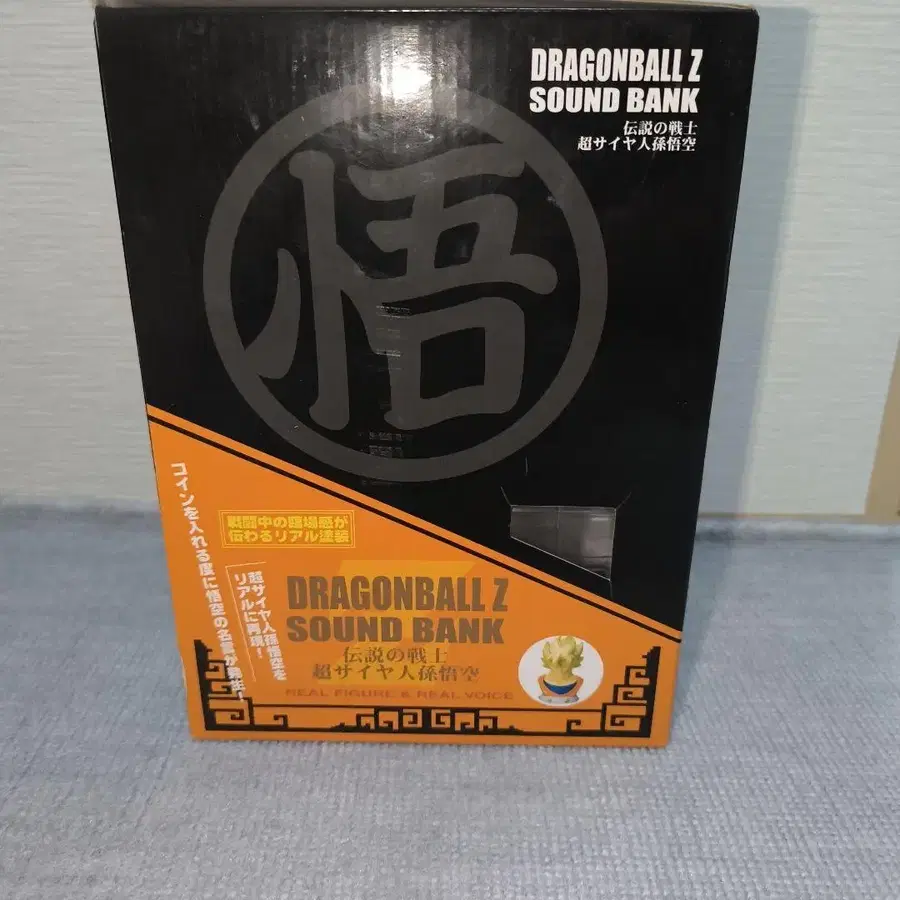 DRAGONBALL Z
SOUND BANK
伝説の戦士
超サイヤ人孫悟空
悟
コインを入れる度に悟空の名言が発生!
戦闘中の臨場感が
伝わるリアル塗装
超サイヤ人孫悟空を
リアルに再現!
DRAGONBALL Z
SOUND BANK
伝説の戦士
超サイヤ人孫悟空
REAL FIGURE & REAL VOICE